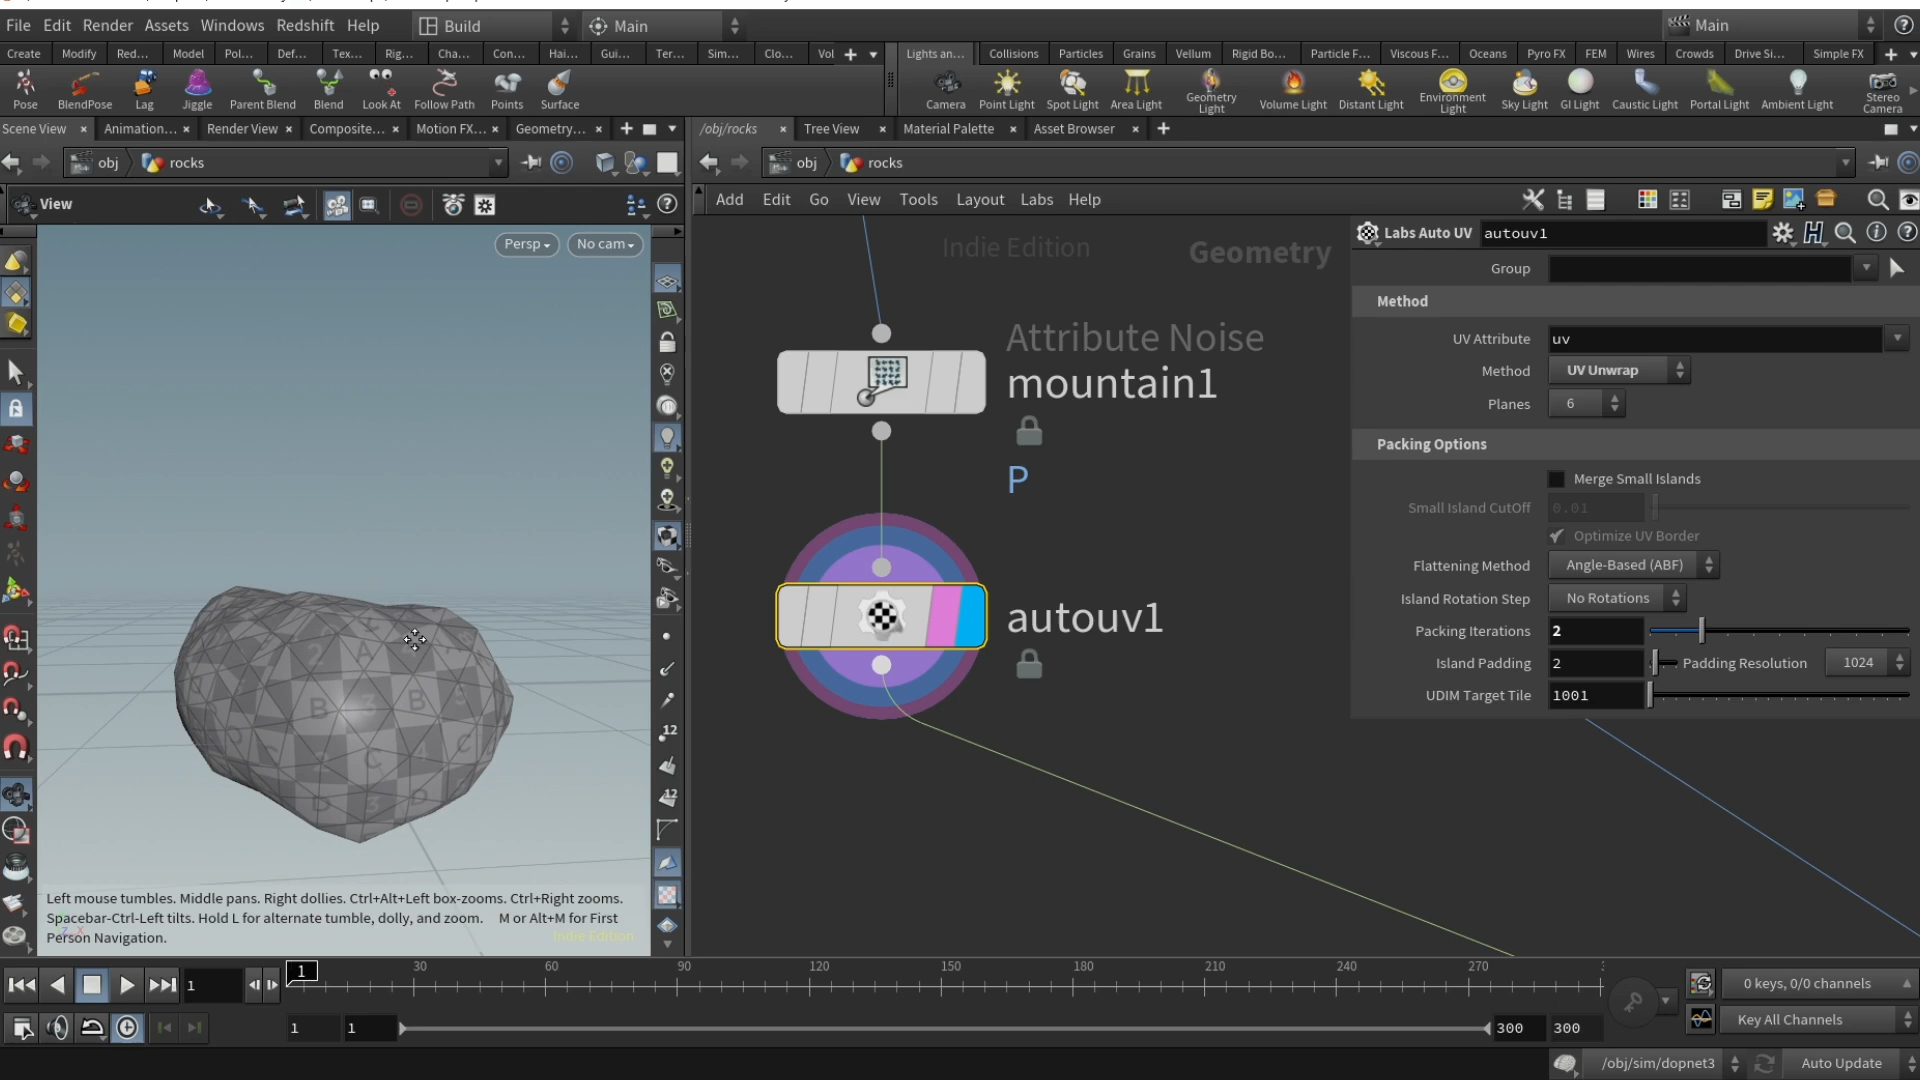 File Edit Render Assets Windows Redshift Help Build Main Main
Create Modify Red... Model Pol... Def... Tex... Rig... Cha... Con... Hai... Gui... Ter... Sim... Clo... Vol Lights an... Collisions Particles Grains Vellum Rigid Bo... Particle F... Viscous F... Oceans Pyro FX FEM Wires Crowds Drive Si... Simple FX
Pose BlendPose Lag Jiggle Parent Blend Blend Look At Follow Path Points Surface Camera Point Light Spot Light Area Light Geometry Light Volume Light Distant Light Environment Light Sky Light GI Light Caustic Light Portal Light Ambient Light Stereo Camera
Scene View Animation... Render View Composite... Motion FX... Geometry... /obj/rocks Tree View Material Palette Asset Browser
obj rocks obj rocks
View
Add Edit Go View Tools Layout Labs Help
Persp No cam
Indie Edition Geometry
Labs Auto UV autouv1
Group
Method
UV Attribute uv
Method UV Unwrap
Planes 6
Packing Options
Merge Small Islands
Small Island CutOff 0.01
Optimize UV Border
Flattening Method Angle-Based (ABF)
Island Rotation Step No Rotations
Packing Iterations 2
Island Padding 2 Padding Resolution 1024
UDIM Target Tile 1001
Attribute Noise
mountain1
P
autouv1
2 A
B 3 B 5
2 C 4 C
D 3 D
12
12
Left mouse tumbles. Middle pans. Right dollies. Ctrl+Alt+Left box-zooms. Ctrl+Right zooms.
Spacebar-Ctrl-Left tilts. Hold L for alternate tumble, dolly, and zoom. M or Alt+M for First
Person Navigation.
z x
Indie Edition
1 1 30 60 90 120 150 180 210 240 270
0 keys, 0/0 channels
1 1 300 300 Key All Channels
/obj/sim/dopnet3 Auto Update